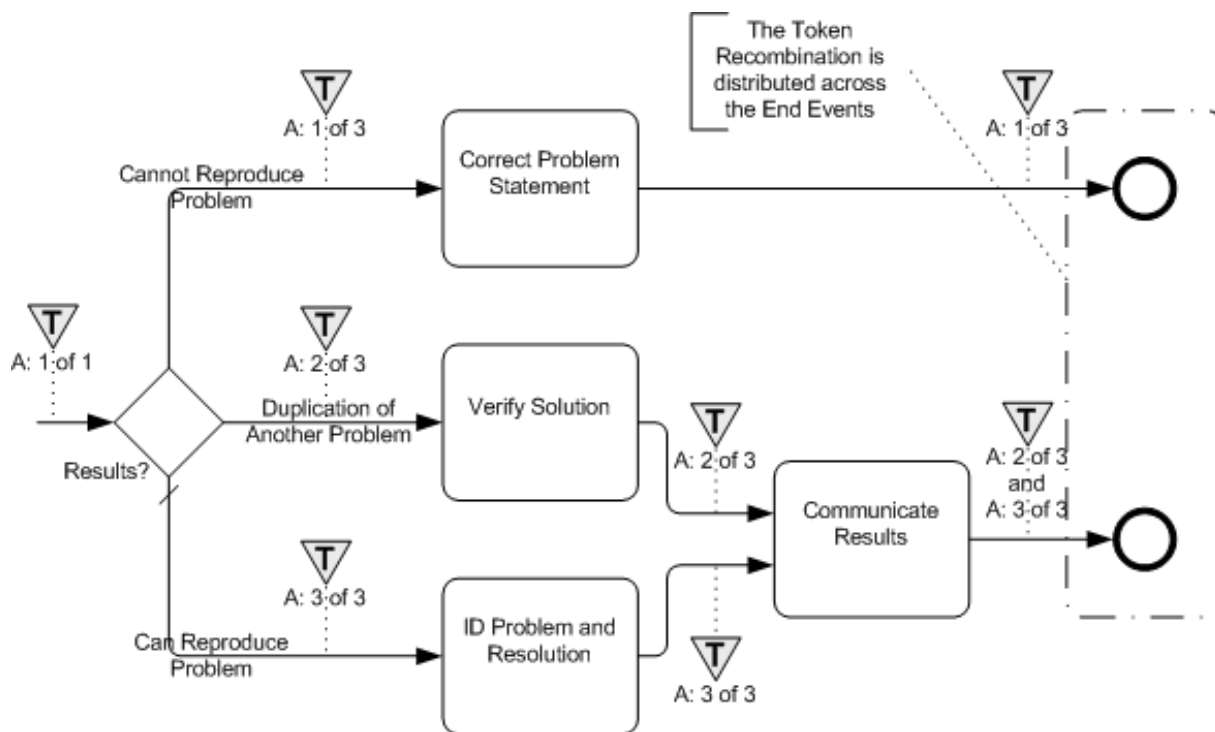 The Token
Recombination is
distributed across
the End Events
T
A: 1 of 3
T
A: 1 of 3
Cannot Reproduce
Problem
Correct Problem
Statement
T
A: 1 of 1
T
A: 2 of 3
Duplication of
Another Problem
Results?
Verify Solution
T
A: 2 of 3
T
A: 2 of 3
and
A: 3 of 3
Communicate
Results
T
A: 3 of 3
Can Reproduce
Problem
ID Problem and
Resolution
T
A: 3 of 3